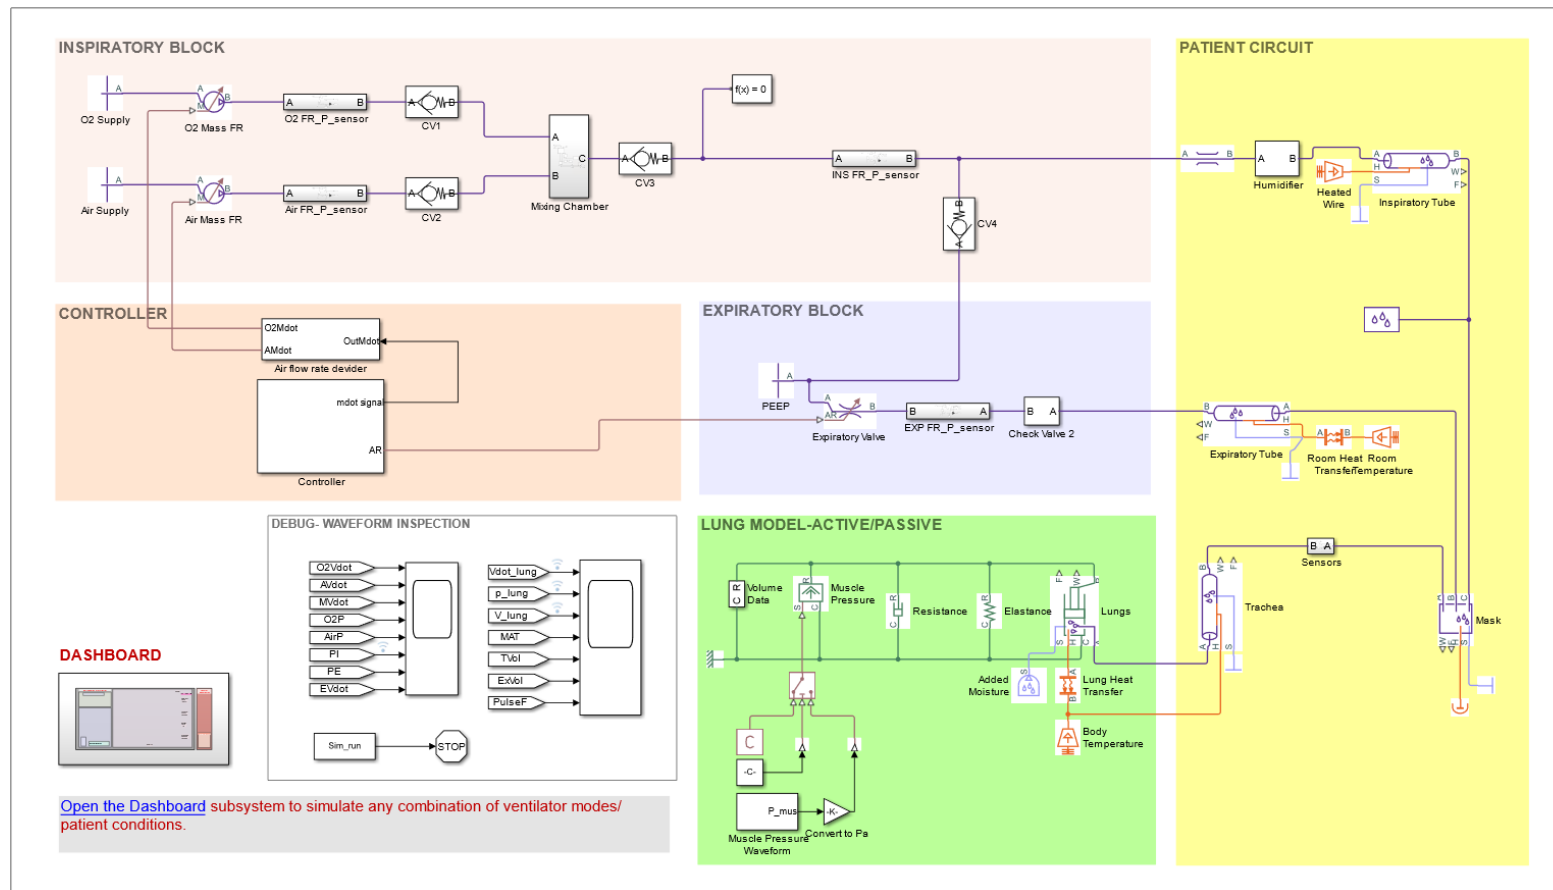 INSPIRATORY BLOCK
A
O2 Supply
A
M
B
O2 Mass FR
A B
O2 FR_P_sensor
A B
CV1
A
Air Supply
A
M
B
Air Mass FR
A B
Air FR_P_sensor
A B
CV2
A
B
C
Mixing Chamber
A B
CV3
f(x) = 0
A B
INS FR_P_sensor
B
A
CV4
PATIENT CIRCUIT
A B
A B
Humidifier
Heated
Wire
A
H
S
B
W
F
Inspiratory Tube
B
W
F
A
H
S
Expiratory Tube
A B
Room Heat
Transfer
Room
Temperature
B A
Sensors
B
W
F
A
H
S
Trachea
B
C
W
H
S
Mask
CONTROLLER
O2Mdot
AMdot
OutMdot
Air flow rate devider
mdot signal
AR
Controller
EXPIRATORY BLOCK
A
PEEP
A
AR
B
Expiratory Valve
B A
EXP FR_P_sensor
B A
Check Valve 2
DEBUG- WAVEFORM INSPECTION
O2Vdot
AVdot
MVdot
O2P
AirP
PI
PE
EVdot
Vdot_lung
p_lung
V_lung
MAT
TVol
ExVol
PulseF
Sim_run
STOP
LUNG MODEL-ACTIVE/PASSIVE
C R
Volume
Data
R
S
C
Muscle
Pressure
R
C
Resistance
R
C
Elastance
F
W
S
H
C
Lungs
S
Added
Moisture
A
B
Lung Heat
Transfer
Body
Temperature
C
-C-
P_mus
Muscle Pressure
Waveform
-K-
Convert to Pa
DASHBOARD
Open the Dashboard subsystem to simulate any combination of ventilator modes/
patient conditions.